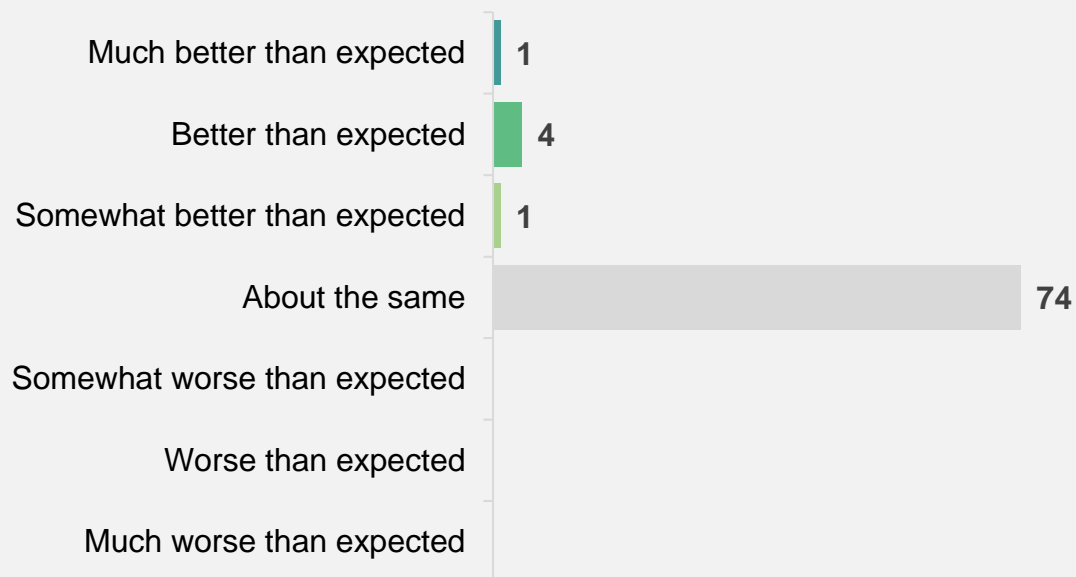 Much better than expected 1
Better than expected 4
Somewhat better than expected 1
About the same 74
Somewhat worse than expected
Worse than expected
Much worse than expected